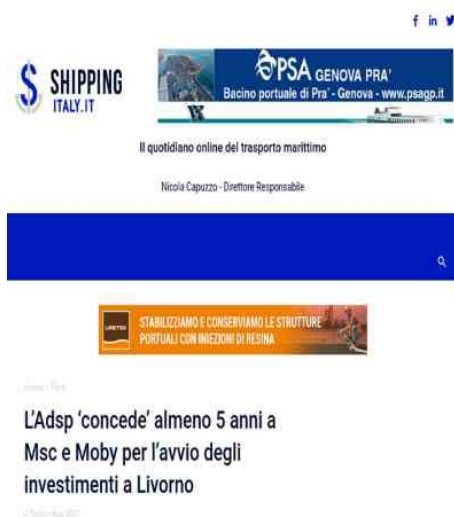 SHIPPING
ITALY.IT
PSA GENOVA PRA'
Bacino portuale di Pra' - Genova - www.psagp.it
Il quotidiano online del trasporto marittimo
Nicola Capuzzo - Direttore Responsabile
STABILIZZIAMO E CONSERVIAMO LE STRUTTURE
PORTUALI CON INIEZIONI DI RESINA
L'Adsp ‘concede’ almeno 5 anni a
Msc e Moby per l’avvio degli
investimenti a Livorno